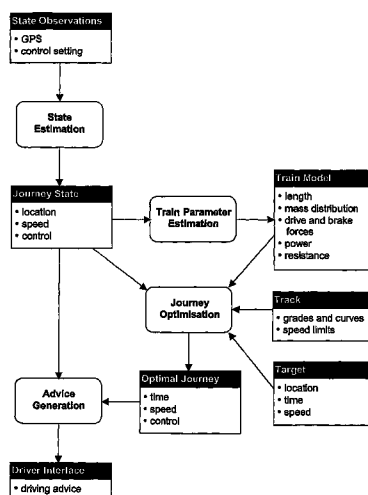 State Observations
• GPS
• control setting
State
Estimation
Journey State
• location
• speed
• control
Train Parameter
Estimation
Train Model
• length
• mass distribution
• drive and brake
forces
• power
• resistance
Journey
Optimisation
Track
• grades and curves
• speed limits
Target
• location
• time
• speed
Optimal Journey
• time
• speed
• control
Advice
Generation
Driver Interface
• driving advice